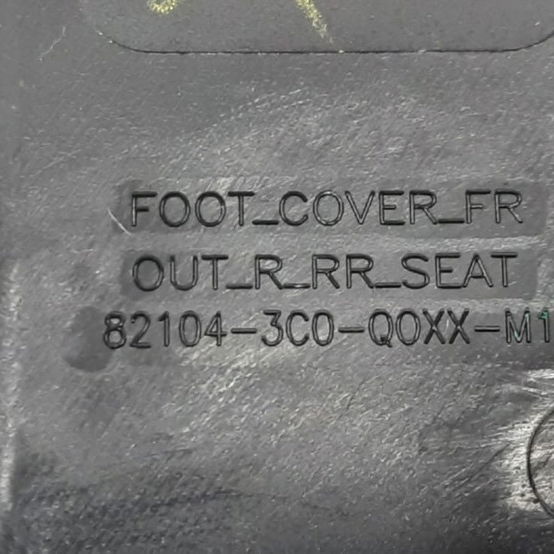 FOOT_COVER_FR
OUT_R_RR_SEAT
82104-3C0-Q0XX-M1